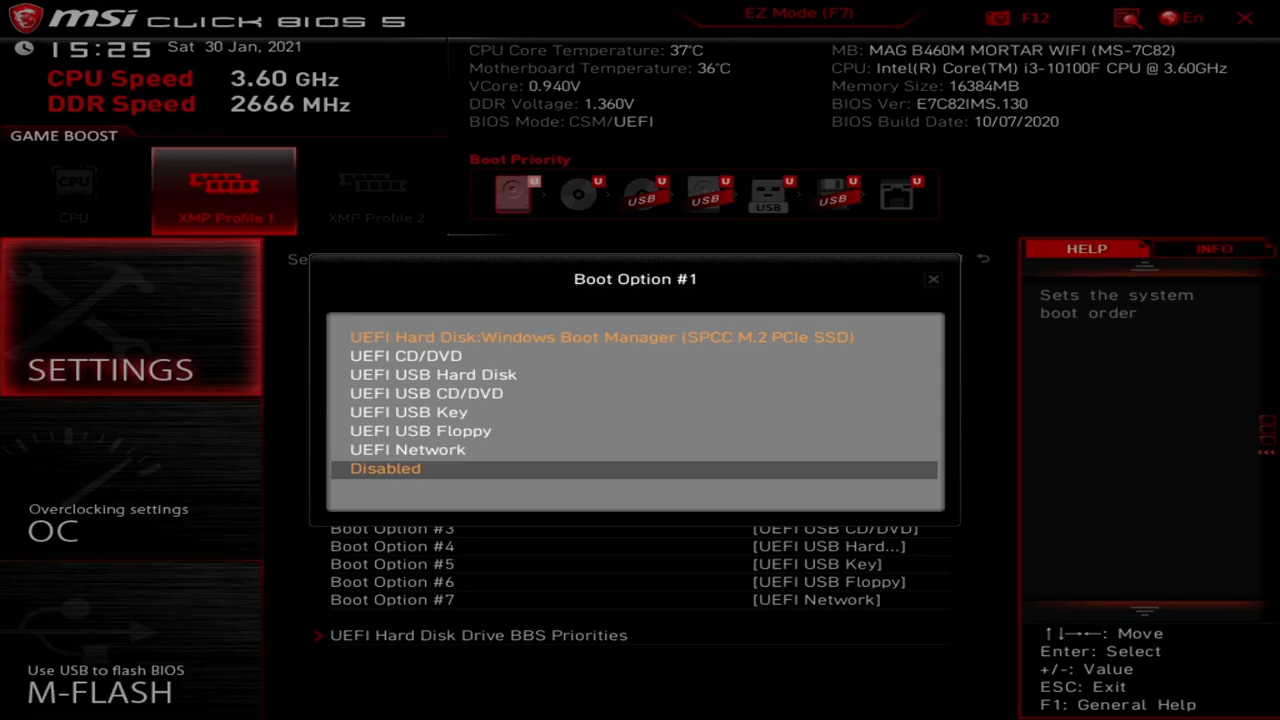 msi CLICK BIOS 5
EZ Mode (F7)
F12
En
15:25 Sat 30 Jan, 2021
CPU Speed 3.60 GHz
DDR Speed 2666 MHz
CPU Core Temperature: 37°C
Motherboard Temperature: 36°C
VCore: 0.940V
DDR Voltage: 1.360V
BIOS Mode: CSM/UEFI
MB: MAG B460M MORTAR WIFI (MS-7C82)
CPU: Intel(R) Core(TM) i3-10100F CPU @ 3.60GHz
Memory Size: 16384MB
BIOS Ver: E7C82IMS.130
BIOS Build Date: 10/07/2020
GAME BOOST
CPU
CPU
XMP Profile 1
XMP Profile 2
Boot Priority
U U U U U U U
USB USB USB USB
SETTINGS
Overclocking settings
OC
Use USB to flash BIOS
M-FLASH
Se
Boot Option #1
UEFI Hard Disk:Windows Boot Manager (SPCC M.2 PCIe SSD)
UEFI CD/DVD
UEFI USB Hard Disk
UEFI USB CD/DVD
UEFI USB Key
UEFI USB Floppy
UEFI Network
Disabled
Boot Option #3 [UEFI USB CD/DVD]
Boot Option #4 [UEFI USB Hard...]
Boot Option #5 [UEFI USB Key]
Boot Option #6 [UEFI USB Floppy]
Boot Option #7 [UEFI Network]
UEFI Hard Disk Drive BBS Priorities
HELP
INFO
Sets the system
boot order
↑↓→←: Move
Enter: Select
+/-: Value
ESC: Exit
F1: General Help